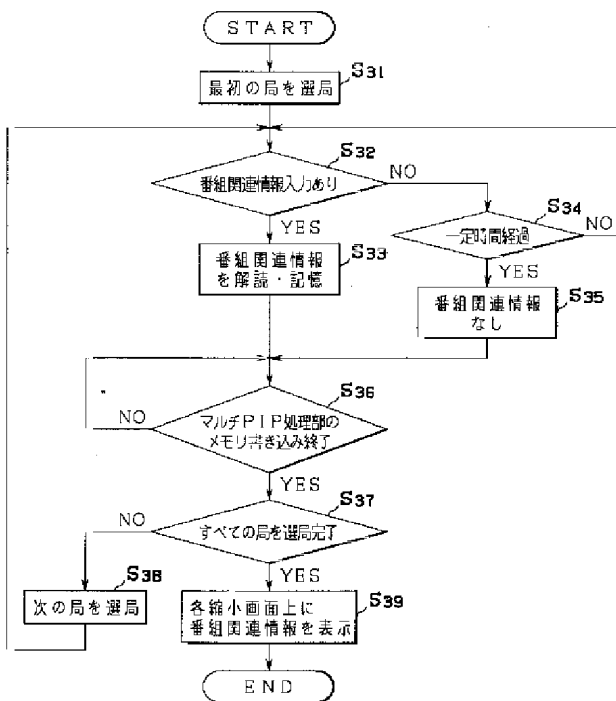 START
S31
最初の局を選局
S32
番組関連情報入力あり
NO
YES
S34
一定時間経過
NO
YES
S33
番組関連情報
を解読・記憶
S35
番組関連情報
なし
S36
マルチPIP処理部の
メモリ書き込み終了
NO
YES
S37
すべての局を選局完了
NO
YES
S38
次の局を選局
S39
各縮小画面上に
番組関連情報を表示
END